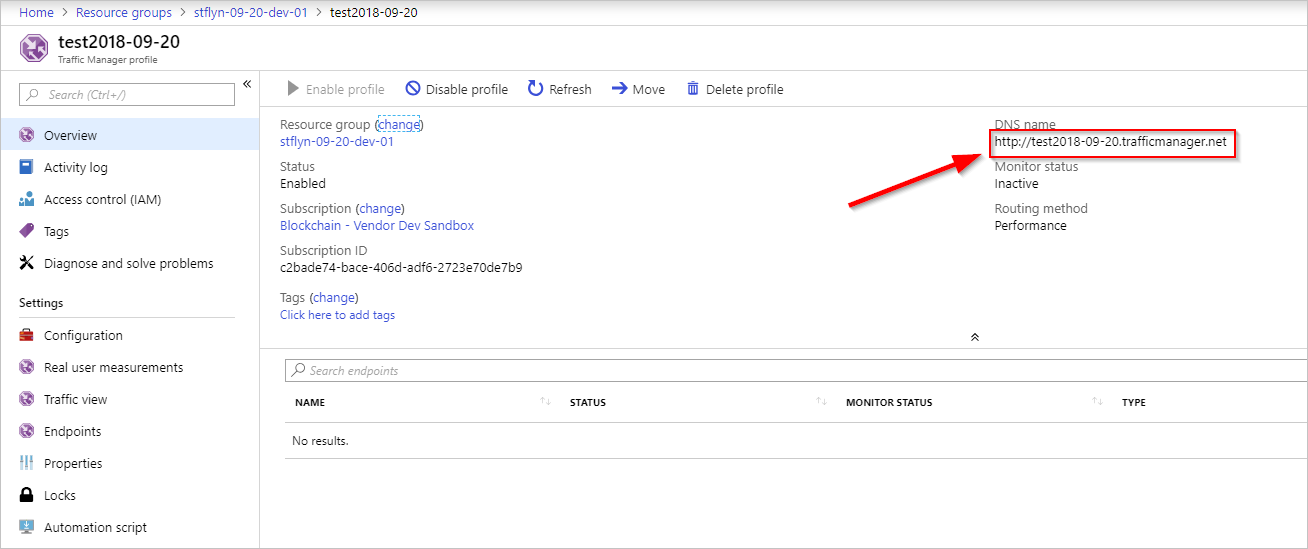 Home > Resource groups > stflyn-09-20-dev-01 > test2018-09-20
test2018-09-20
Traffic Manager profile
Search (Ctrl+/)
Overview
Activity log
Access control (IAM)
Tags
Diagnose and solve problems
Settings
Configuration
Real user measurements
Traffic view
Endpoints
Properties
Locks
Automation script
Enable profile Disable profile Refresh Move Delete profile
Resource group (change)
stflyn-09-20-dev-01
Status
Enabled
Subscription (change)
Blockchain - Vendor Dev Sandbox
Subscription ID
c2bade74-bace-406d-adf6-2723e70de7b9
Tags (change)
Click here to add tags
DNS name
http://test2018-09-20.trafficmanager.net
Monitor status
Inactive
Routing method
Performance
Search endpoints
NAME STATUS MONITOR STATUS TYPE
No results.